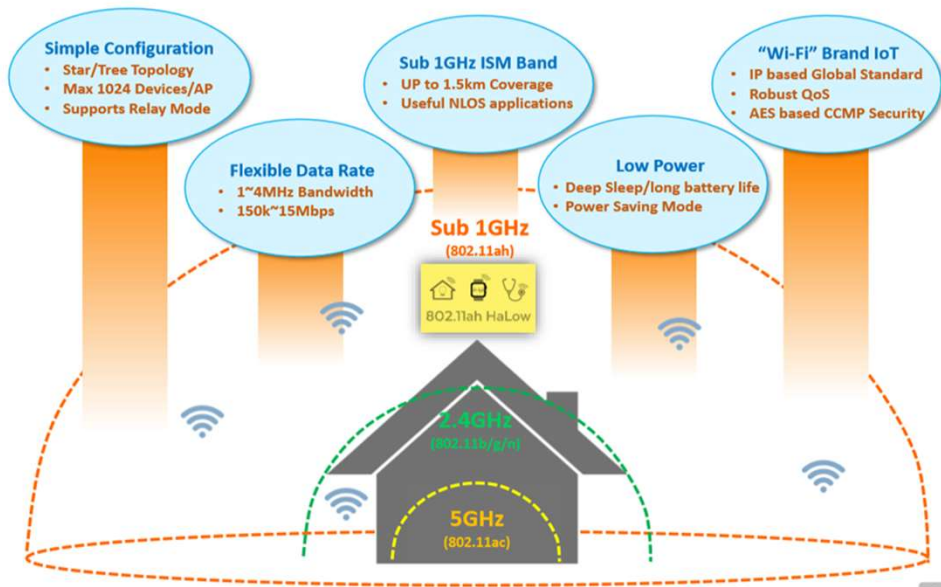 Simple Configuration
• Star/Tree Topology
• Max 1024 Devices/AP
• Supports Relay Mode
Sub 1GHz ISM Band
• UP to 1.5km Coverage
• Useful NLOS applications
“Wi-Fi” Brand IoT
• IP based Global Standard
• Robust QoS
• AES based CCMP Security
Flexible Data Rate
• 1~4MHz Bandwidth
• 150k~15Mbps
Low Power
• Deep Sleep/long battery life
• Power Saving Mode
Sub 1GHz
(802.11ah)
802.11ah HaLow
2.4GHz
(802.11b/g/n)
5GHz
(802.11ac)